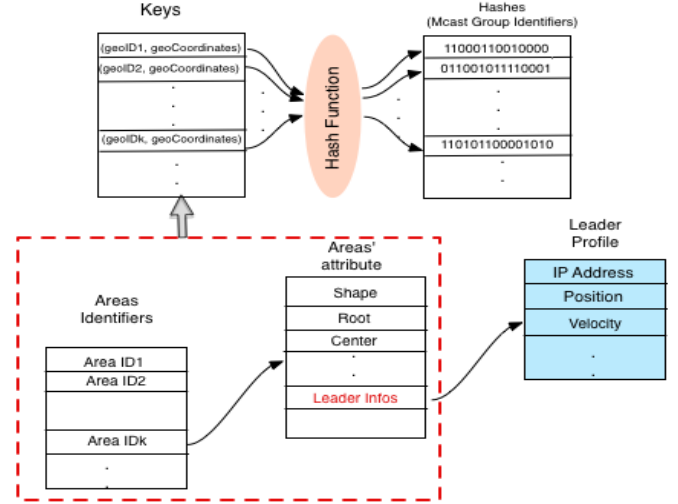 Keys
Hashes
(Mcast Group Identifiers)
(geoID1, geoCoordinates)
(geoID2, geoCoordinates)
(geoIDk, geoCoordinates)
Hash Function
11000110010000
011001011110001
110101100001010
Areas'
attribute
Leader
Profile
Areas
Identifiers
Area ID1
Area ID2
Area IDk
Shape
Root
Center
Leader Infos
IP Address
Position
Velocity